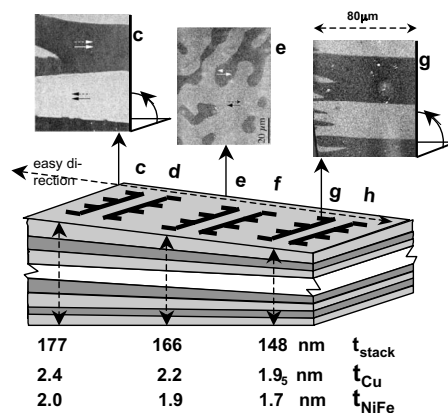 80μm
c
e
g
20 μm
easy di-
rection
c d e f g h
177 166 148 nm t_stack
2.4 2.2 1.9₅ nm t_Cu
2.0 1.9 1.7 nm t_NiFe